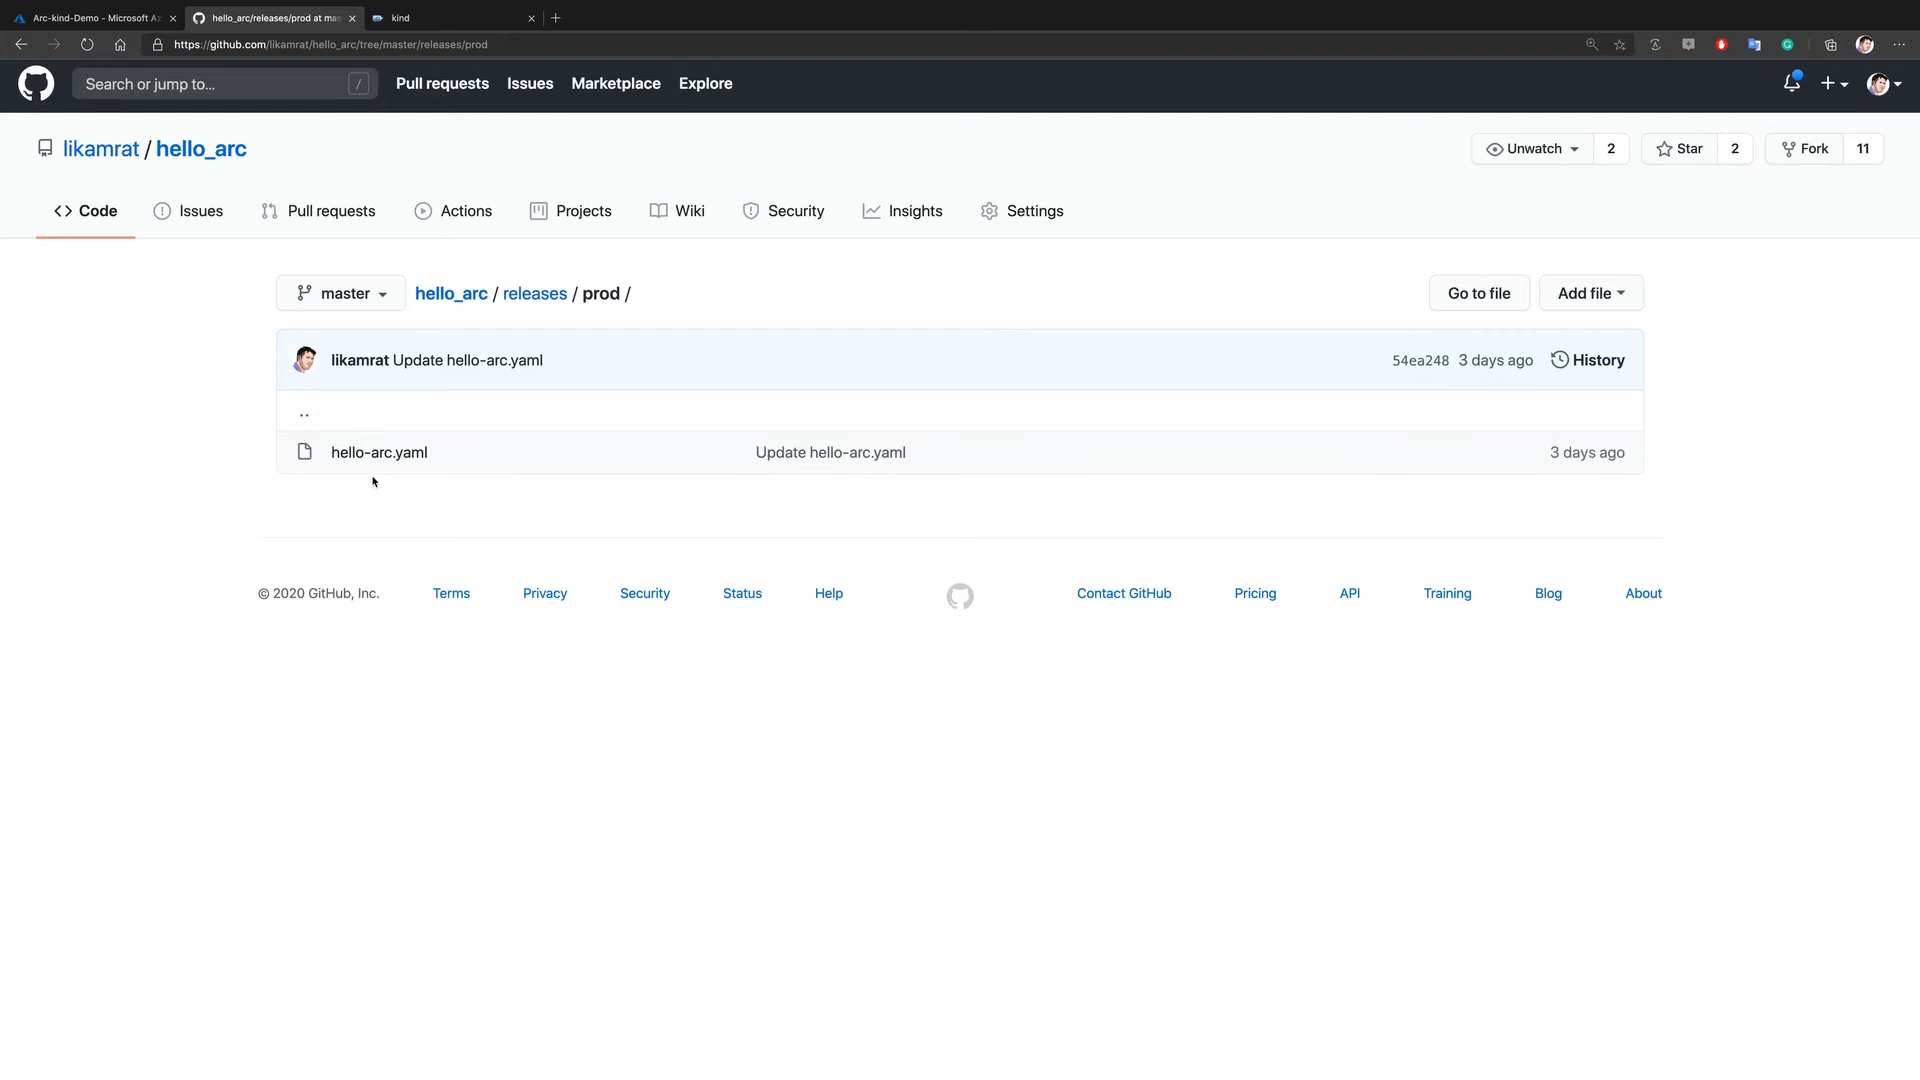 Arc-kind-Demo - Microsoft Az
hello_arc/releases/prod at mas
kind
https://github.com/likamrat/hello_arc/tree/master/releases/prod
Search or jump to... /
Pull requests Issues Marketplace Explore
likamrat / hello_arc
Unwatch 2 Star 2 Fork 11
Code Issues Pull requests Actions Projects Wiki Security Insights Settings
master hello_arc / releases / prod / Go to file Add file
likamrat Update hello-arc.yaml 54ea248 3 days ago History
..
hello-arc.yaml Update hello-arc.yaml 3 days ago
© 2020 GitHub, Inc. Terms Privacy Security Status Help Contact GitHub Pricing API Training Blog About